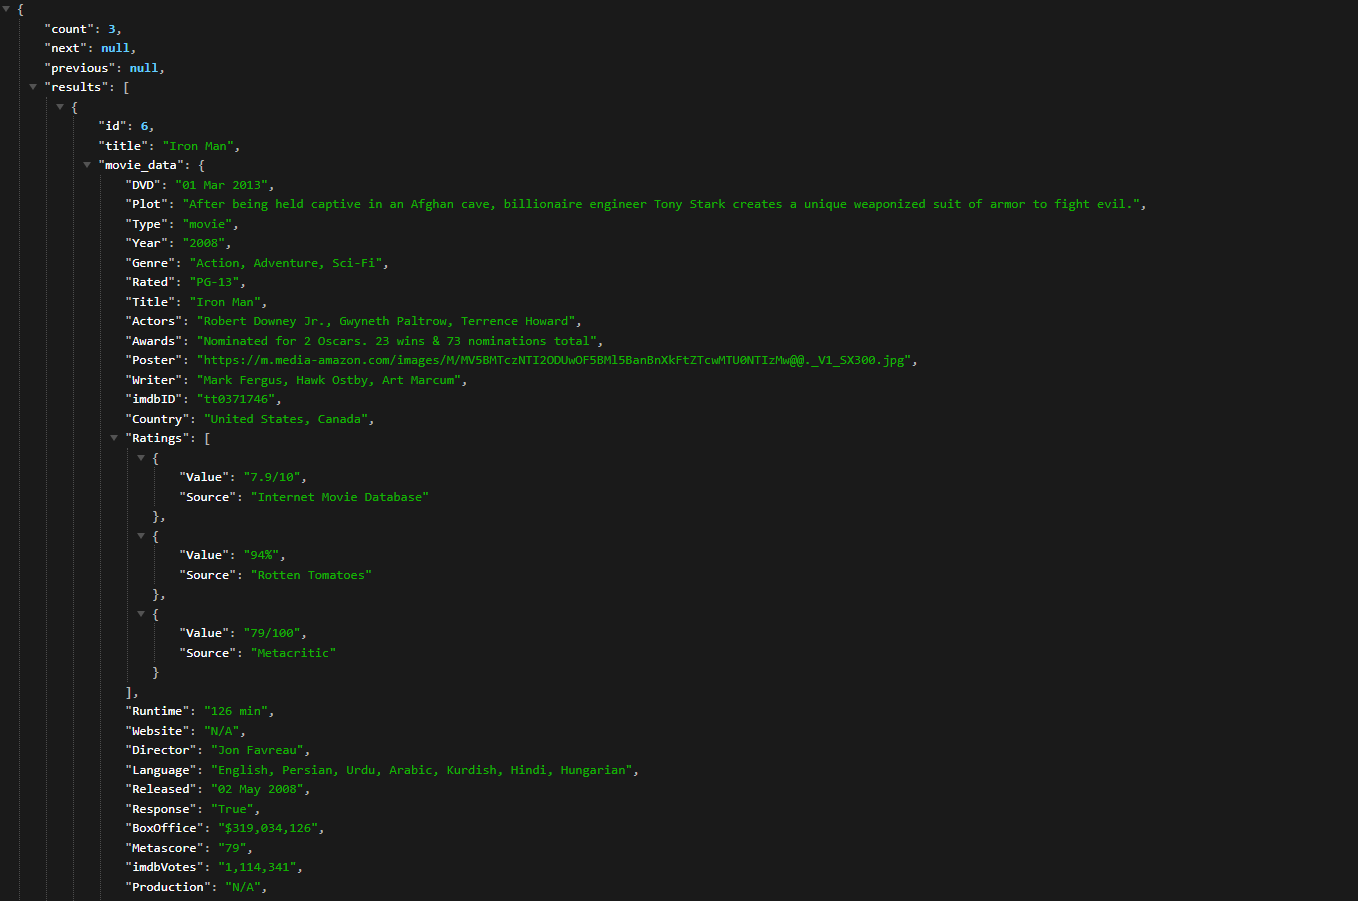 {
"count": 3,
"next": null,
"previous": null,
"results": [
{
"id": 6,
"title": "Iron Man",
"movie_data": {
"DVD": "01 Mar 2013",
"Plot": "After being held captive in an Afghan cave, billionaire engineer Tony Stark creates a unique weaponized suit of armor to fight evil.",
"Type": "movie",
"Year": "2008",
"Genre": "Action, Adventure, Sci-Fi",
"Rated": "PG-13",
"Title": "Iron Man",
"Actors": "Robert Downey Jr., Gwyneth Paltrow, Terrence Howard",
"Awards": "Nominated for 2 Oscars. 23 wins & 73 nominations total",
"Poster": "https://m.media-amazon.com/images/M/MV5BMTczNTI2ODUwOF5BMl5BanBnXkFtZTcwMTU0NTIzMw@@._V1_SX300.jpg",
"Writer": "Mark Fergus, Hawk Ostby, Art Marcum",
"imdbID": "tt0371746",
"Country": "United States, Canada",
"Ratings": [
{
"Value": "7.9/10",
"Source": "Internet Movie Database"
},
{
"Value": "94%",
"Source": "Rotten Tomatoes"
},
{
"Value": "79/100",
"Source": "Metacritic"
}
],
"Runtime": "126 min",
"Website": "N/A",
"Director": "Jon Favreau",
"Language": "English, Persian, Urdu, Arabic, Kurdish, Hindi, Hungarian",
"Released": "02 May 2008",
"Response": "True",
"BoxOffice": "$319,034,126",
"Metascore": "79",
"imdbVotes": "1,114,341",
"Production": "N/A",